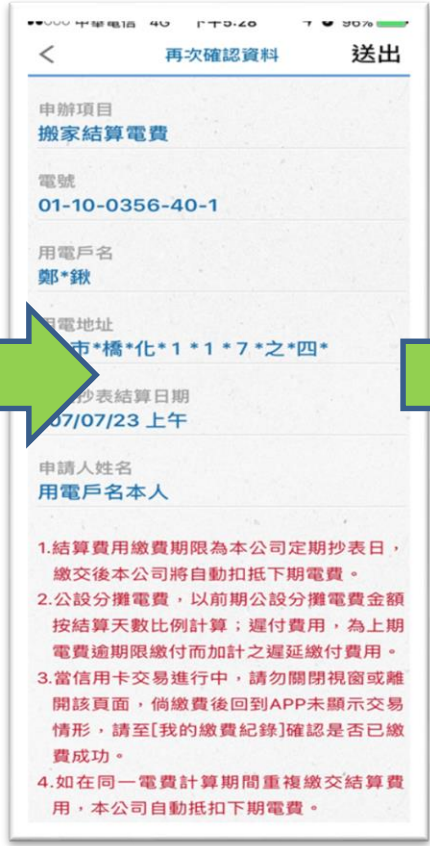 中華電信 4G 下午5:28 96%
再次確認資料 送出
申辦項目
搬家結算電費
電號
01-10-0356-40-1
用電戶名
鄭*鍬
用電地址
市*橋*化*1*1*7*之*四*
抄表結算日期
07/07/23 上午
申請人姓名
用電戶名本人
1.結算費用繳費期限為本公司定期抄表日，
繳交後本公司將自動扣抵下期電費。
2.公設分攤電費，以前期公設分攤電費金額
按結算天數比例計算；遲付費用，為上期
電費逾期限繳付而加計之遲延繳付費用。
3.當信用卡交易進行中，請勿關閉視窗或離
開該頁面，倘繳費後回到APP未顯示交易
情形，請至[我的繳費紀錄]確認是否已繳
費成功。
4.如在同一電費計算期間重複繳交結算費
用，本公司自動抵扣下期電費。